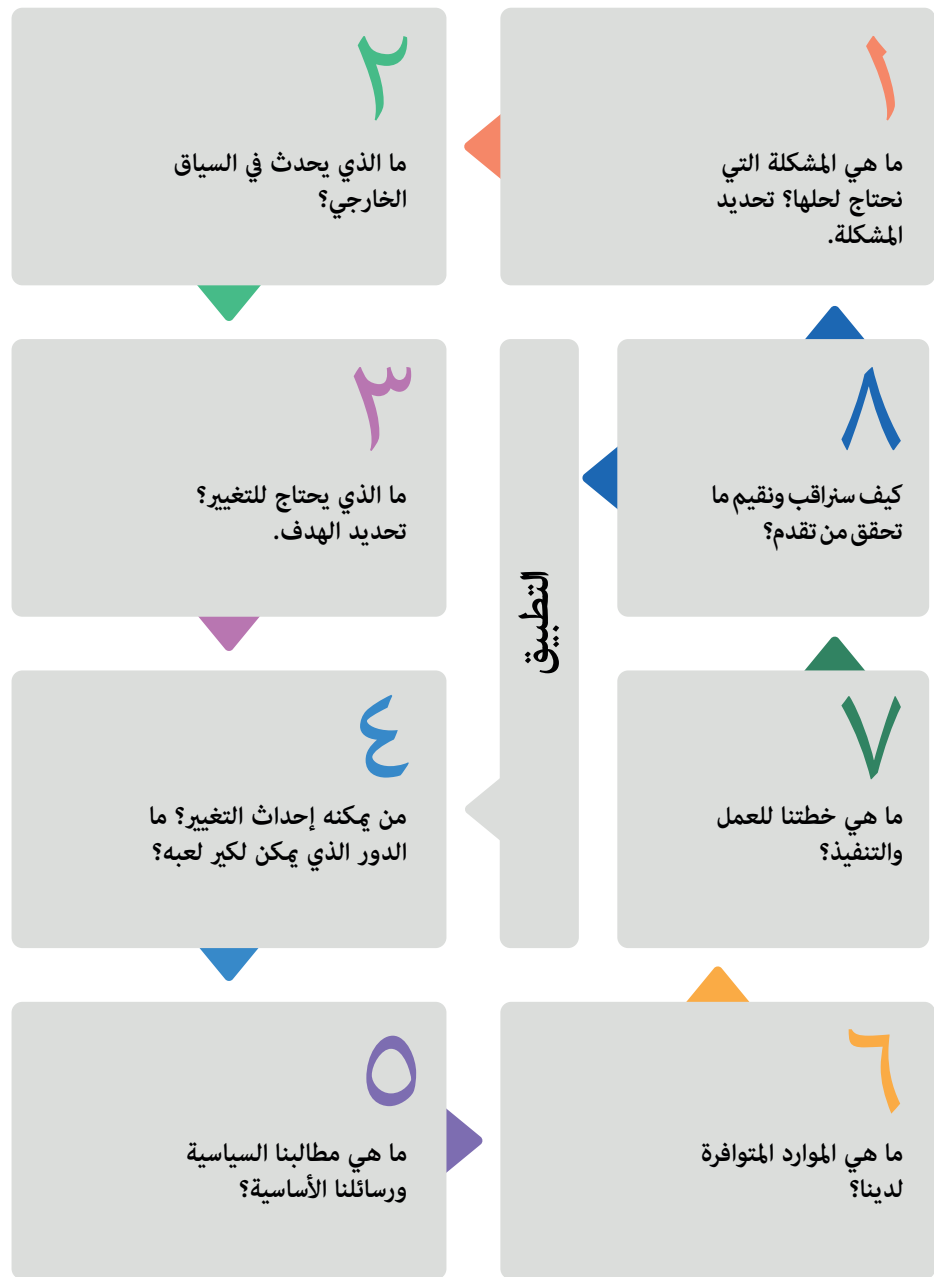 ١
ما هي المشكلة التي
نحتاج لحلها؟ تحديد
المشكلة.
٢
ما الذي يحدث في السياق
الخارجي؟
٣
ما الذي يحتاج للتغيير؟
تحديد الهدف.
٤
من يمكنه إحداث التغيير؟ ما
الدور الذي يمكن لكير لعبه؟
٥
ما هي مطالبنا السياسية
ورسائلنا الأساسية؟
٦
ما هي الموارد المتوافرة
لدينا؟
٧
ما هي خطتنا للعمل
والتنفيذ؟
٨
كيف سنراقب ونقيم ما
تحقق من تقدم؟
التطبيق